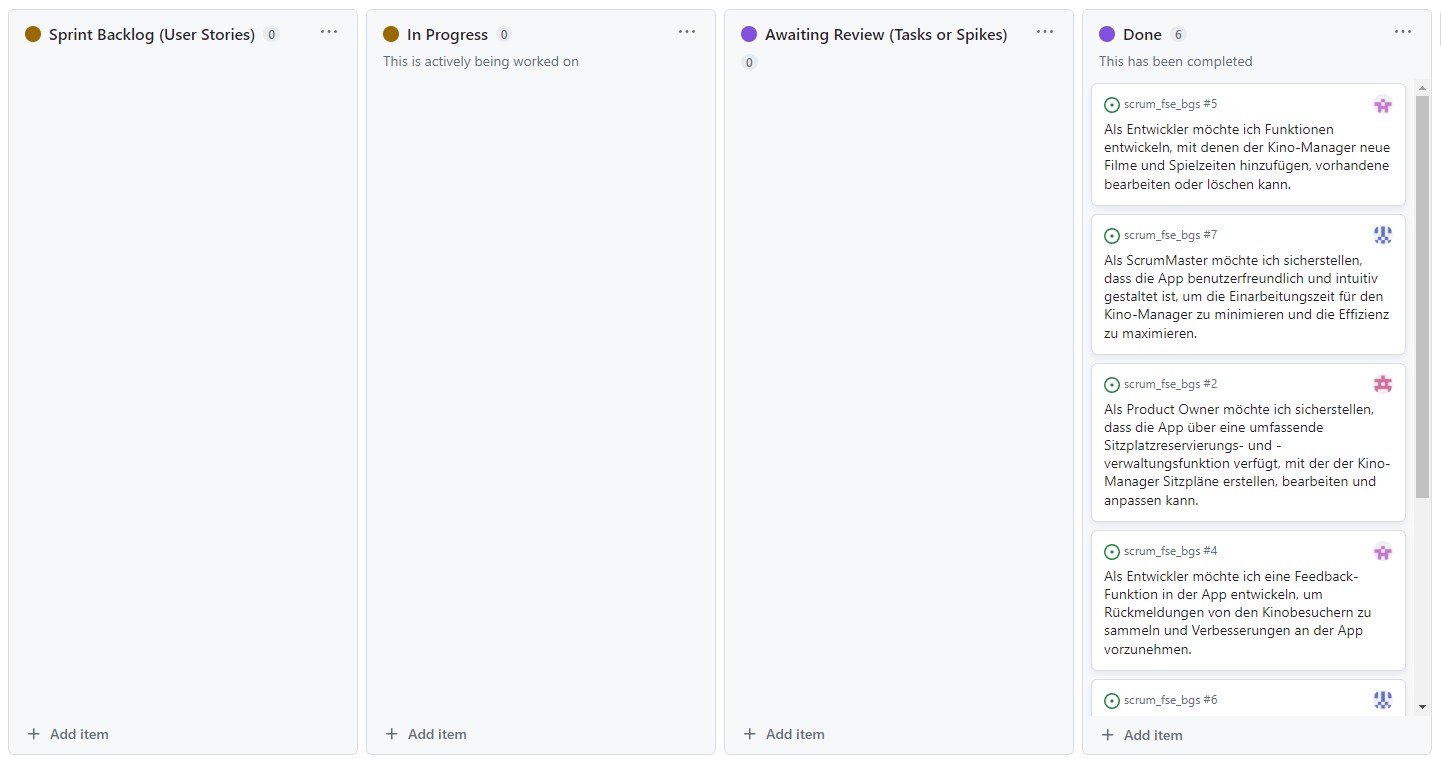 Sprint Backlog (User Stories) 0
In Progress 0
This is actively being worked on
Awaiting Review (Tasks or Spikes)
0
Done 6
This has been completed
scrum_fse_bgs #5
Als Entwickler möchte ich Funktionen
entwickeln, mit denen der Kino-Manager neue
Filme und Spielzeiten hinzufügen, vorhandene
bearbeiten oder löschen kann.
scrum_fse_bgs #7
Als ScrumMaster möchte ich sicherstellen,
dass die App benutzerfreundlich und intuitiv
gestaltet ist, um die Einarbeitungszeit für den
Kino-Manager zu minimieren und die Effizienz
zu maximieren.
scrum_fse_bgs #2
Als Product Owner möchte ich sicherstellen,
dass die App über eine umfassende
Sitzplatzreservierungs- und -
verwaltungsfunktion verfügt, mit der der Kino-
Manager Sitzpläne erstellen, bearbeiten und
anpassen kann.
scrum_fse_bgs #4
Als Entwickler möchte ich eine Feedback-
Funktion in der App entwickeln, um
Rückmeldungen von den Kinobesuchern zu
sammeln und Verbesserungen an der App
vorzunehmen.
scrum_fse_bgs #6
+ Add item
+ Add item
+ Add item
+ Add item